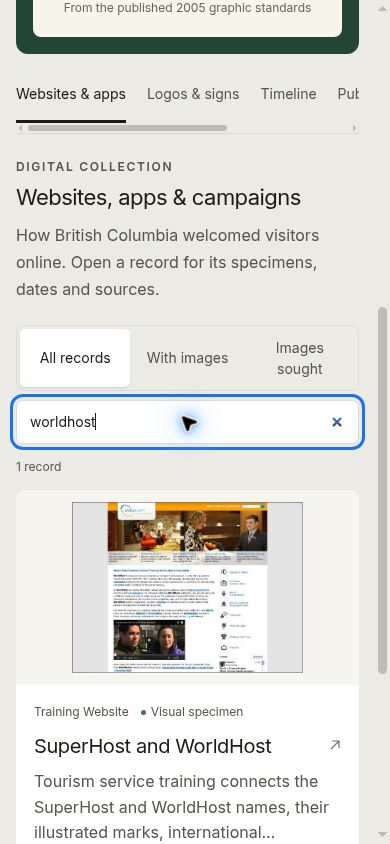 From the published 2005 graphic standards
Websites & apps
Logos & signs
Timeline
Pub
DIGITAL COLLECTION
Websites, apps & campaigns
How British Columbia welcomed visitors
online. Open a record for its specimens,
dates and sources.
All records
With images
Images
sought
worldhost
1 record
Training Website
Visual specimen
SuperHost and WorldHost
Tourism service training connects the
SuperHost and WorldHost names, their
illustrated marks, international...